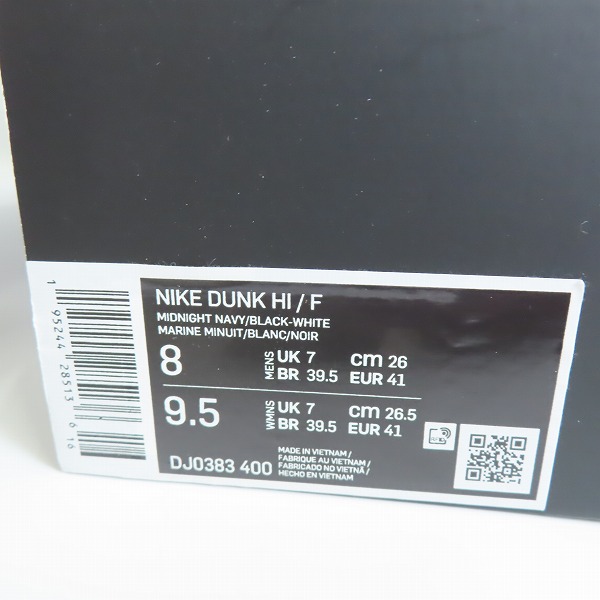 NIKE DUNK HI / F
MIDNIGHT NAVY/BLACK-WHITE
MARINE MINUIT/BLANC/NOIR
8 MENS UK 7 cm 26
BR 39.5 EUR 41
9.5 WMNS UK 7 cm 26.5
BR 39.5 EUR 41
DJ0383 400
MADE IN VIETNAM/
FABRIQUE AU VIETNAM/
FABRICADO NO VIETNÃ/
HECHO EN VIETNAM
1 95244 28513 6 16